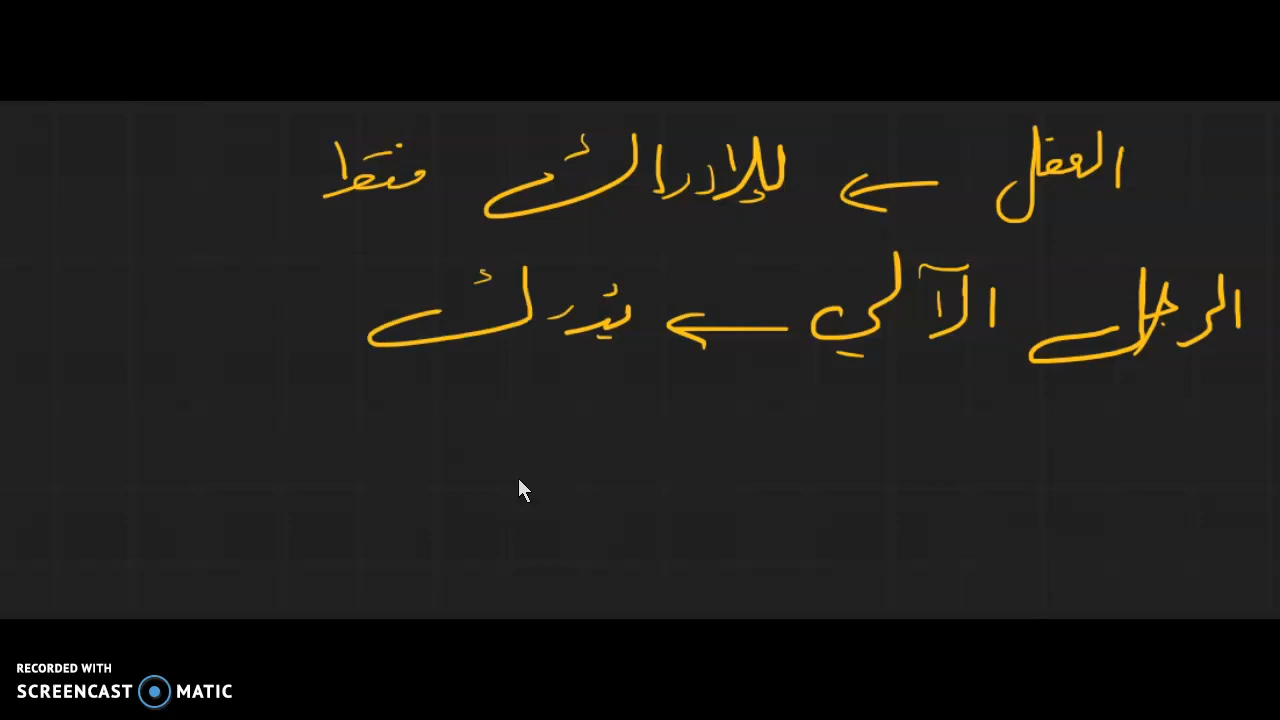 العقل ← للإدراك فقط
الرجل الآلي ← يُدرك
RECORDED WITH
SCREENCAST MATIC